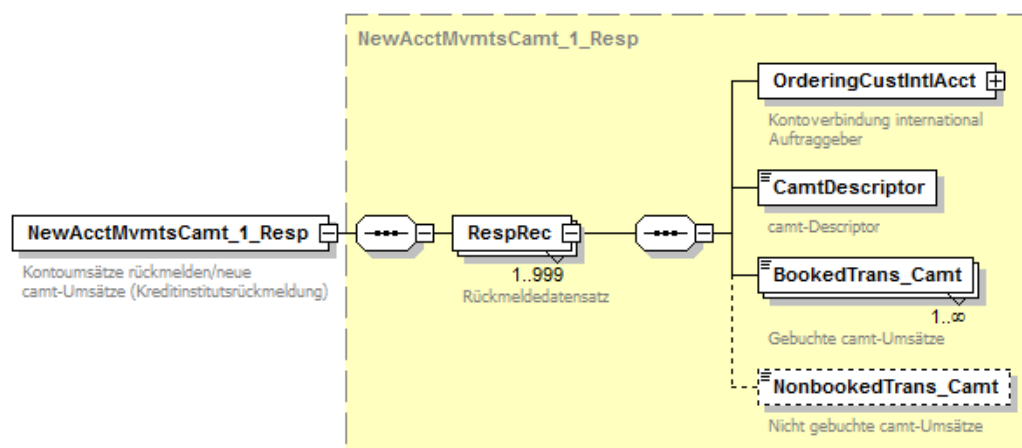 NewAcctMvmtsCamt_1_Resp
OrderingCustIntlAcct
Kontoverbindung international
Auftraggeber
CamtDescriptor
camt-Descriptor
NewAcctMvmtsCamt_1_Resp
Kontoumsätze rückmelden/neue
camt-Umsätze (Kreditinstitutsrückmeldung)
RespRec
1..999
Rückmeldedatensatz
BookedTrans_Camt
1..∞
Gebuchte camt-Umsätze
NonbookedTrans_Camt
Nicht gebuchte camt-Umsätze